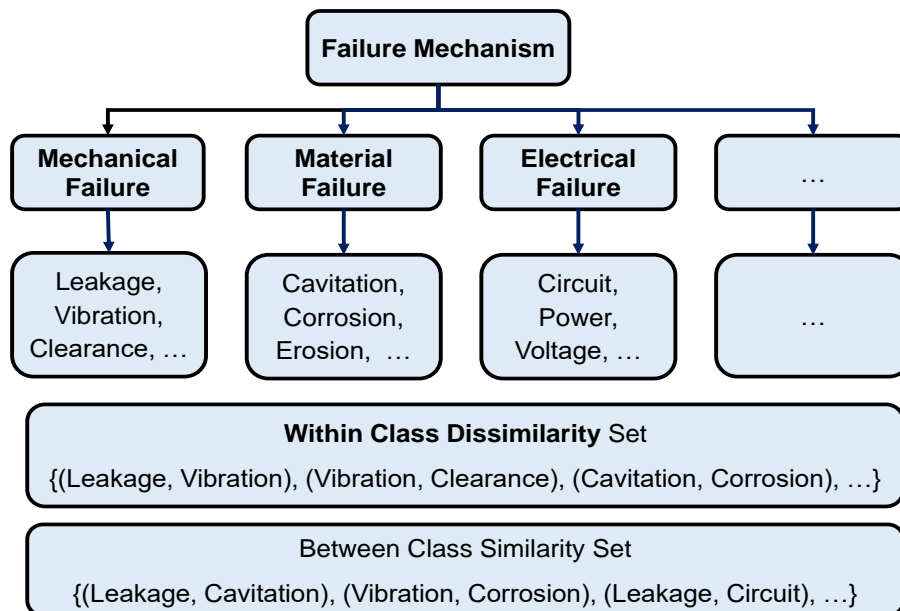 Failure Mechanism
Mechanical
Failure
Material
Failure
Electrical
Failure
…
Leakage,
Vibration,
Clearance, …
Cavitation,
Corrosion,
Erosion, …
Circuit,
Power,
Voltage, …
…
Within Class Dissimilarity Set
{(Leakage, Vibration), (Vibration, Clearance), (Cavitation, Corrosion), …}
Between Class Similarity Set
{(Leakage, Cavitation), (Vibration, Corrosion), (Leakage, Circuit), …}